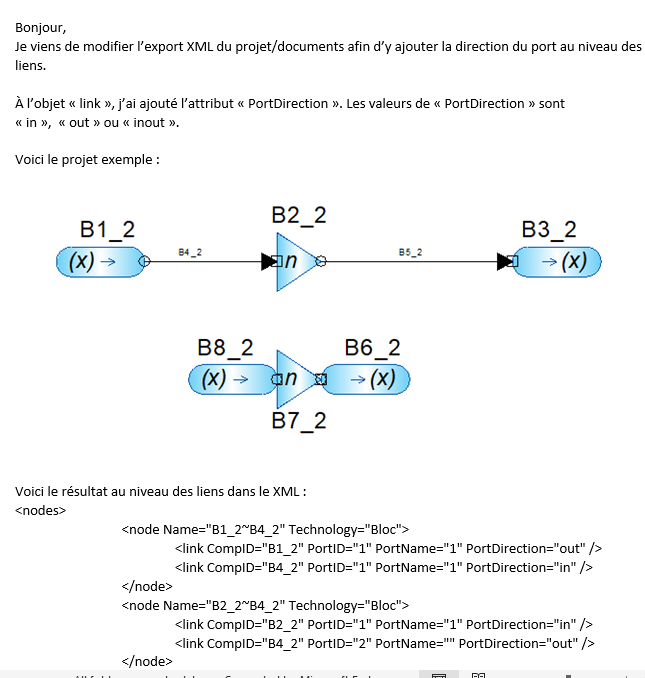 Bonjour,
Je viens de modifier l'export XML du projet/documents afin d'y ajouter la direction du port au niveau des
liens.
À l'objet « link », j'ai ajouté l'attribut « PortDirection ». Les valeurs de « PortDirection » sont
« in », « out » ou « inout ».
Voici le projet exemple :
B1_2
B2_2
B3_2
(x)
B4_2
n
B5_2
(x)
B8_2
B6_2
(x)
n
(x)
B7_2
Voici le résultat au niveau des liens dans le XML :
<nodes>
<node Name="B1_2~B4_2" Technology="Bloc">
<link CompID="B1_2" PortID="1" PortName="1" PortDirection="out" />
<link CompID="B4_2" PortID="1" PortName="1" PortDirection="in" />
</node>
<node Name="B2_2~B4_2" Technology="Bloc">
<link CompID="B2_2" PortID="1" PortName="1" PortDirection="in" />
<link CompID="B4_2" PortID="2" PortName="" PortDirection="out" />
</node>